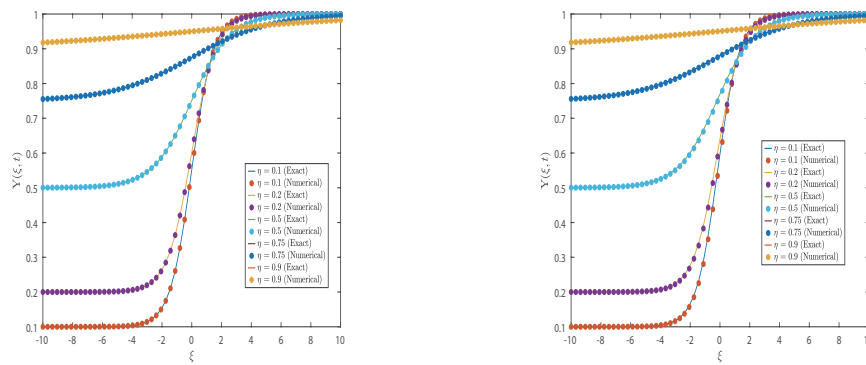 1
0.9
0.8
0.7
0.6
0.5
0.4
0.3
0.2
0.1
Υ(ξ, t)
-10 -8 -6 -4 -2 0 2 4 6 8 10
ξ
η = 0.1 (Exact)
η = 0.1 (Numerical)
η = 0.2 (Exact)
η = 0.2 (Numerical)
η = 0.5 (Exact)
η = 0.5 (Numerical)
η = 0.75 (Exact)
η = 0.75 (Numerical)
η = 0.9 (Exact)
η = 0.9 (Numerical)
1
0.9
0.8
0.7
0.6
0.5
0.4
0.3
0.2
0.1
Υ(ξ, t)
-10 -8 -6 -4 -2 0 2 4 6 8
ξ
η = 0.1 (Exact)
η = 0.1 (Numerical)
η = 0.2 (Exact)
η = 0.2 (Numerical)
η = 0.5 (Exact)
η = 0.5 (Numerical)
η = 0.75 (Exact)
η = 0.75 (Numerical)
η = 0.9 (Exact)
η = 0.9 (Numerical)